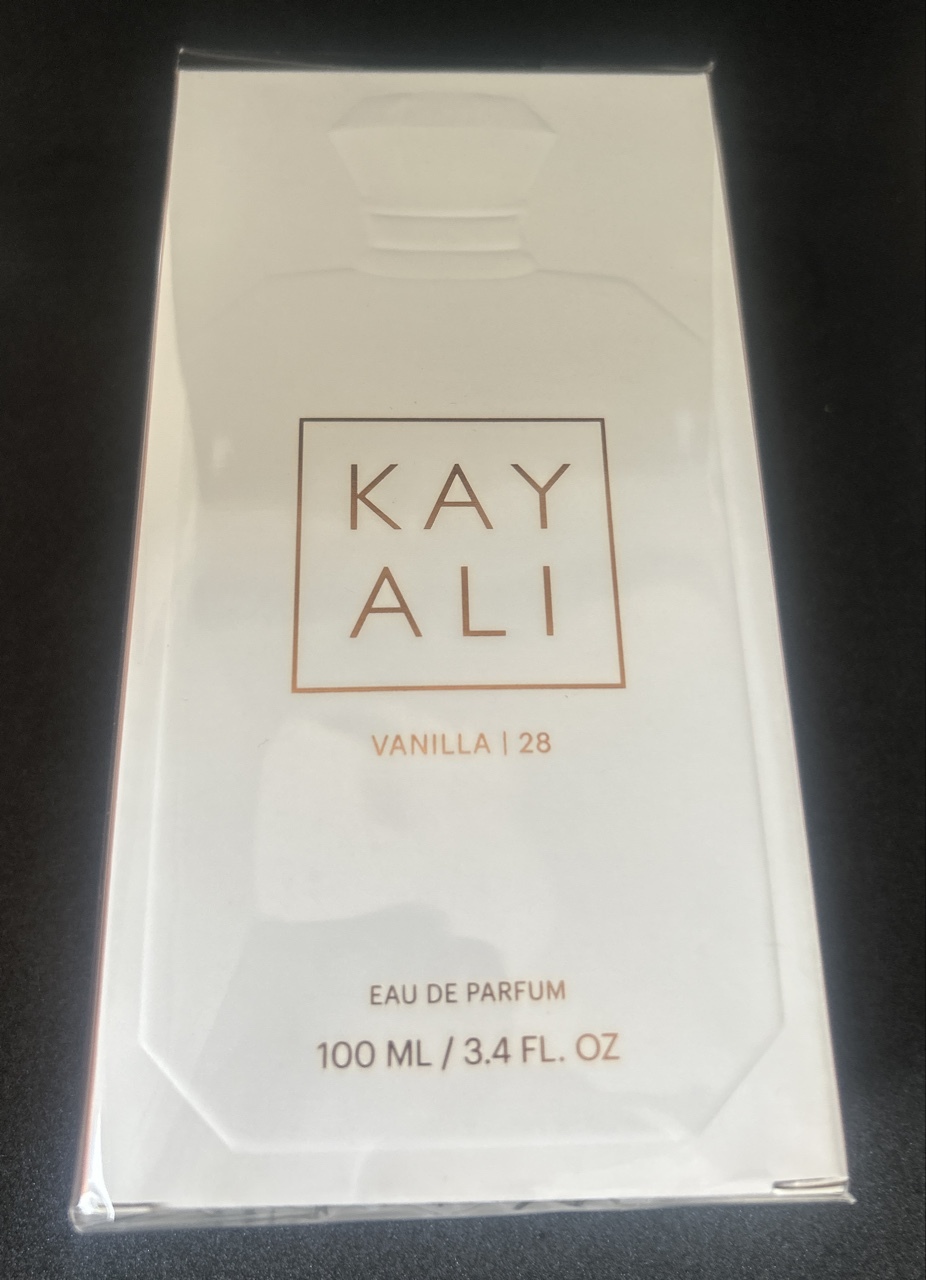 KAY
ALI
VANILLA | 28
EAU DE PARFUM
100 ML / 3.4 FL. OZ